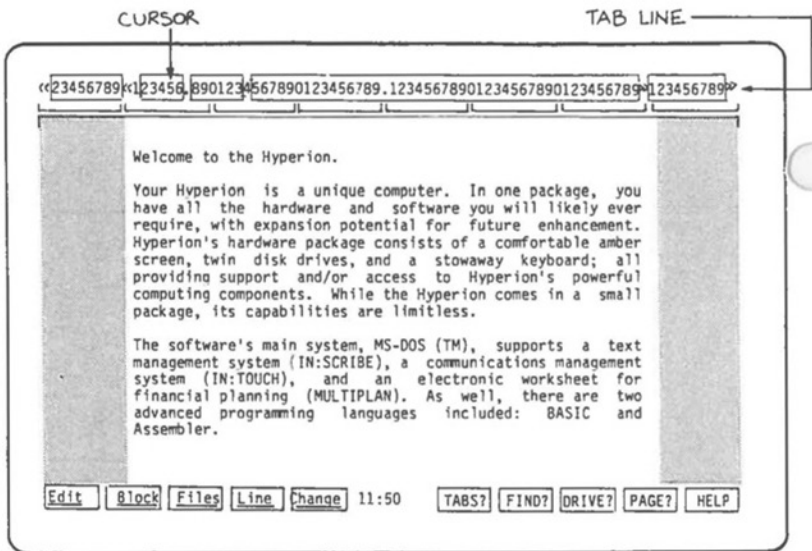 CURSOR TAB LINE
«23456789«123456.89012345678901234567 89.123456789012345678901234567 89»123456789»
Welcome to the Hyperion.
Your Hyperion is a unique computer. In one package, you
have all the hardware and software you will likely ever
require, with expansion potential for future enhancement.
Hyperion's hardware package consists of a comfortable amber
screen, twin disk drives, and a stowaway keyboard; all
providing support and/or access to Hyperion's powerful
computing components. While the Hyperion comes in a small
package, its capabilities are limitless.
The software's main system, MS-DOS (TM), supports a text
management system (IN:SCRIBE), a communications management
system (IN:TOUCH), and an electronic worksheet for
financial planning (MULTIPLAN). As well, there are two
advanced programming languages included: BASIC and
Assembler.
Edit Block Files Line Change 11:50 TABS? FIND? DRIVE? PAGE? HELP